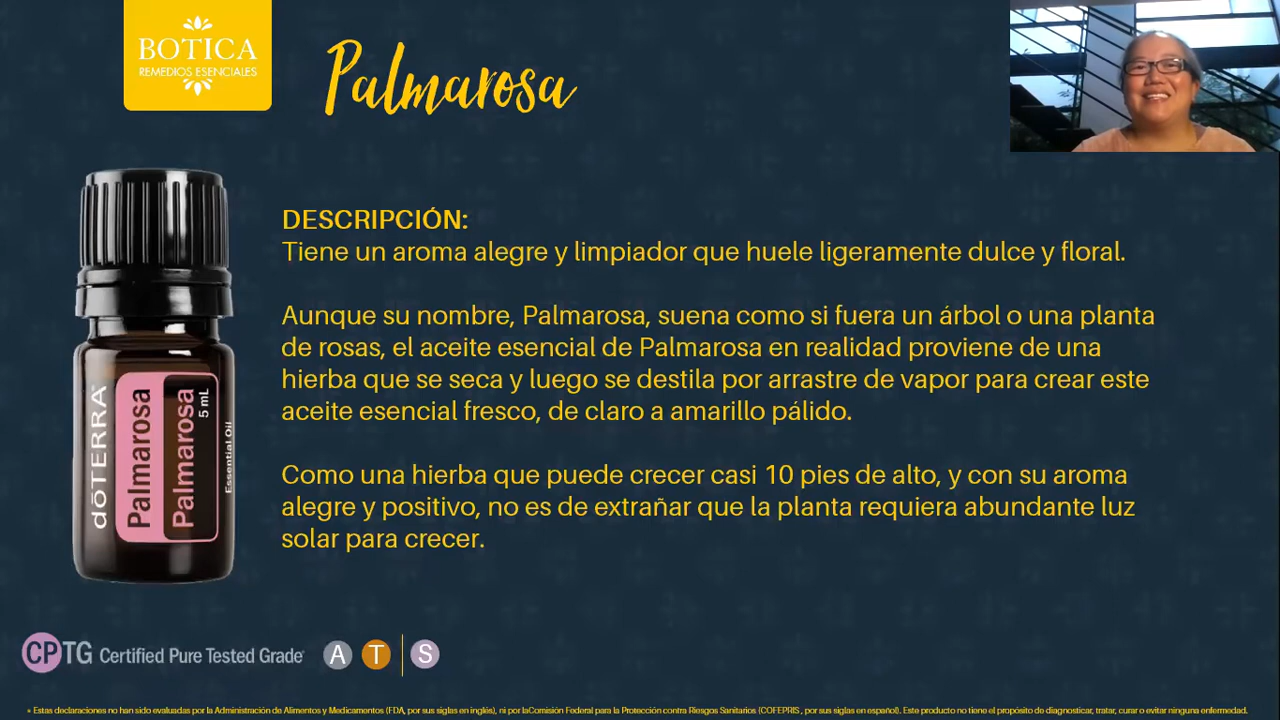 BOTICA
REMEDIOS ESENCIALES
Palmarosa
DESCRIPCIÓN:
Tiene un aroma alegre y limpiador que huele ligeramente dulce y floral.
Aunque su nombre, Palmarosa, suena como si fuera un árbol o una planta
de rosas, el aceite esencial de Palmarosa en realidad proviene de una
hierba que se seca y luego se destila por arrastre de vapor para crear este
aceite esencial fresco, de claro a amarillo pálido.
Como una hierba que puede crecer casi 10 pies de alto, y con su aroma
alegre y positivo, no es de extrañar que la planta requiera abundante luz
solar para crecer.
dōTERRA™
Palmarosa
Palmarosa
5 mL
Essential Oil
CPTG Certified Pure Tested Grade®
A T | S
* Estas declaraciones no han sido evaluadas por la Administración de Alimentos y Medicamentos (FDA, por sus siglas en inglés), ni por laComisión Federal para la Protección contra Riesgos Sanitarios (COFEPRIS , por sus siglas en español). Este producto no tiene el propósito de diagnosticar, tratar, curar o evitar ninguna enfermedad.